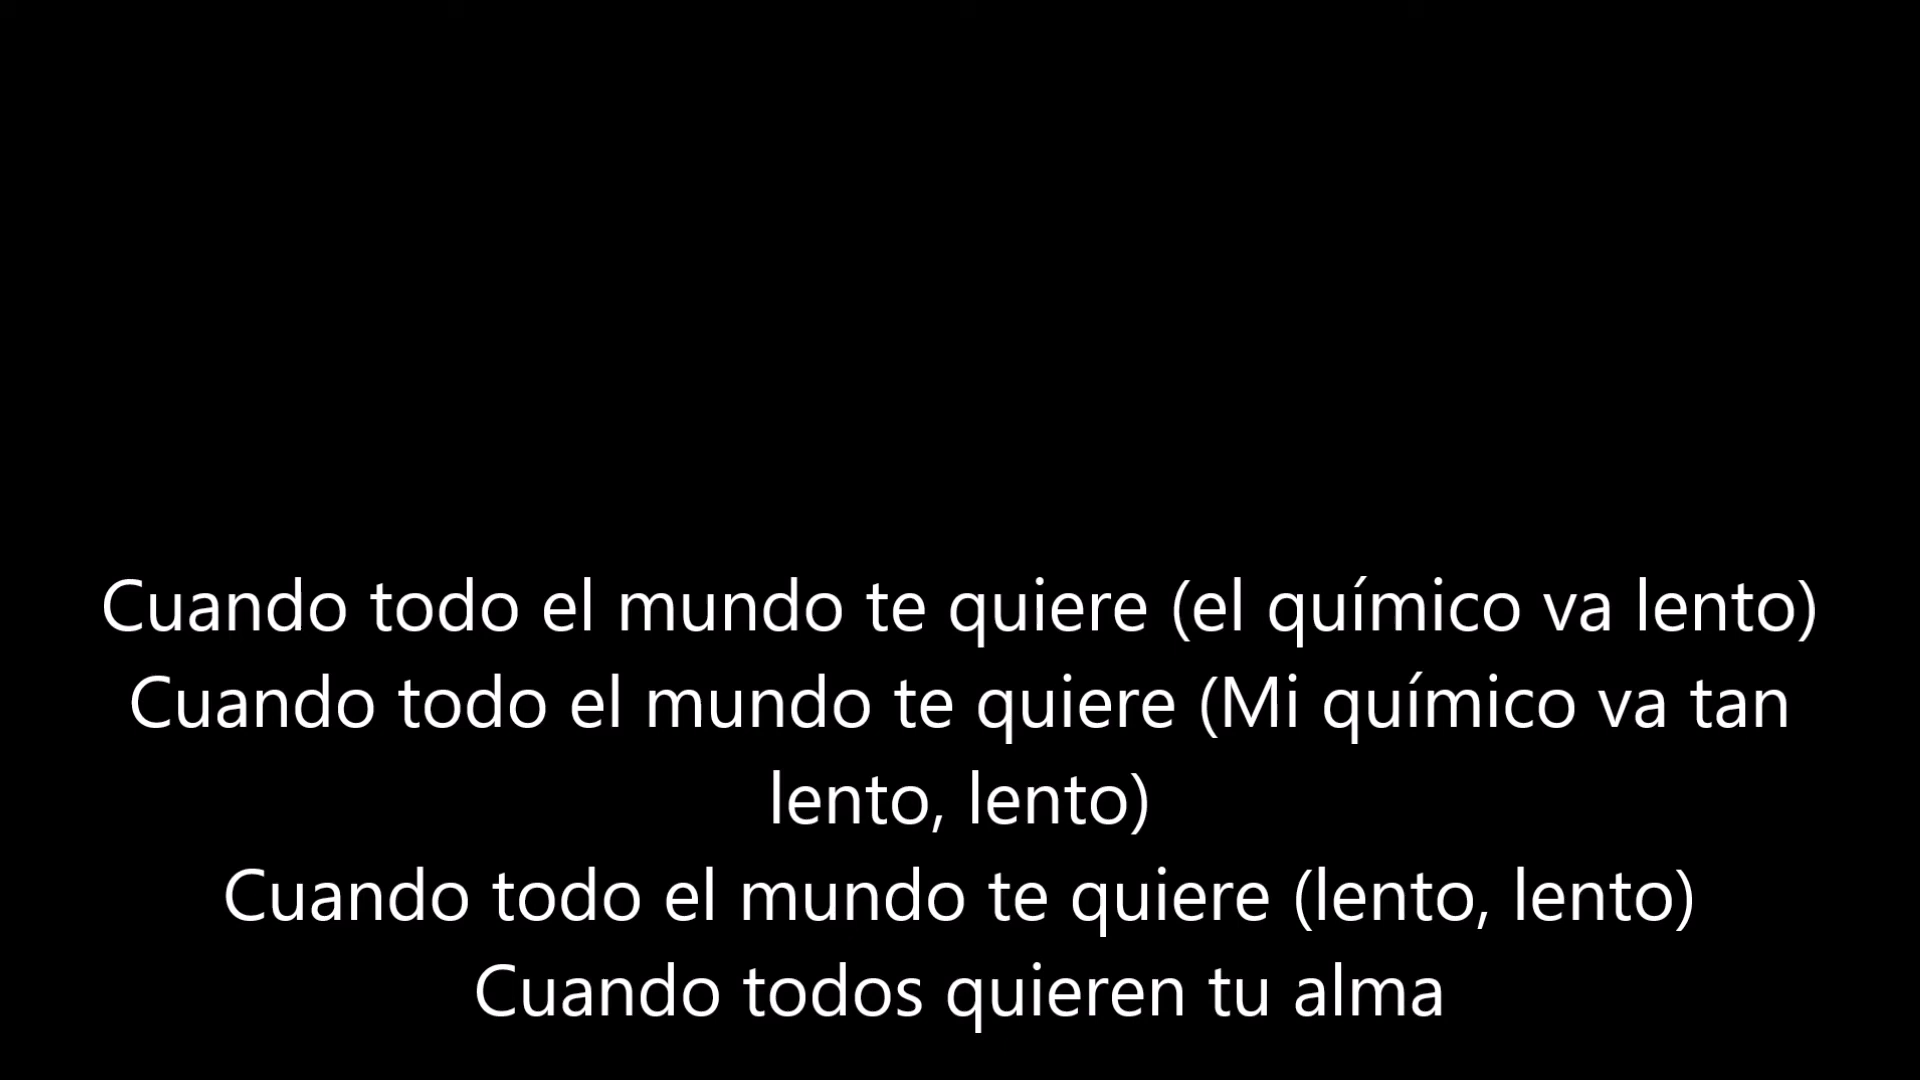 Cuando todo el mundo te quiere (el químico va lento)
Cuando todo el mundo te quiere (Mi químico va tan
lento, lento)
Cuando todo el mundo te quiere (lento, lento)
Cuando todos quieren tu alma